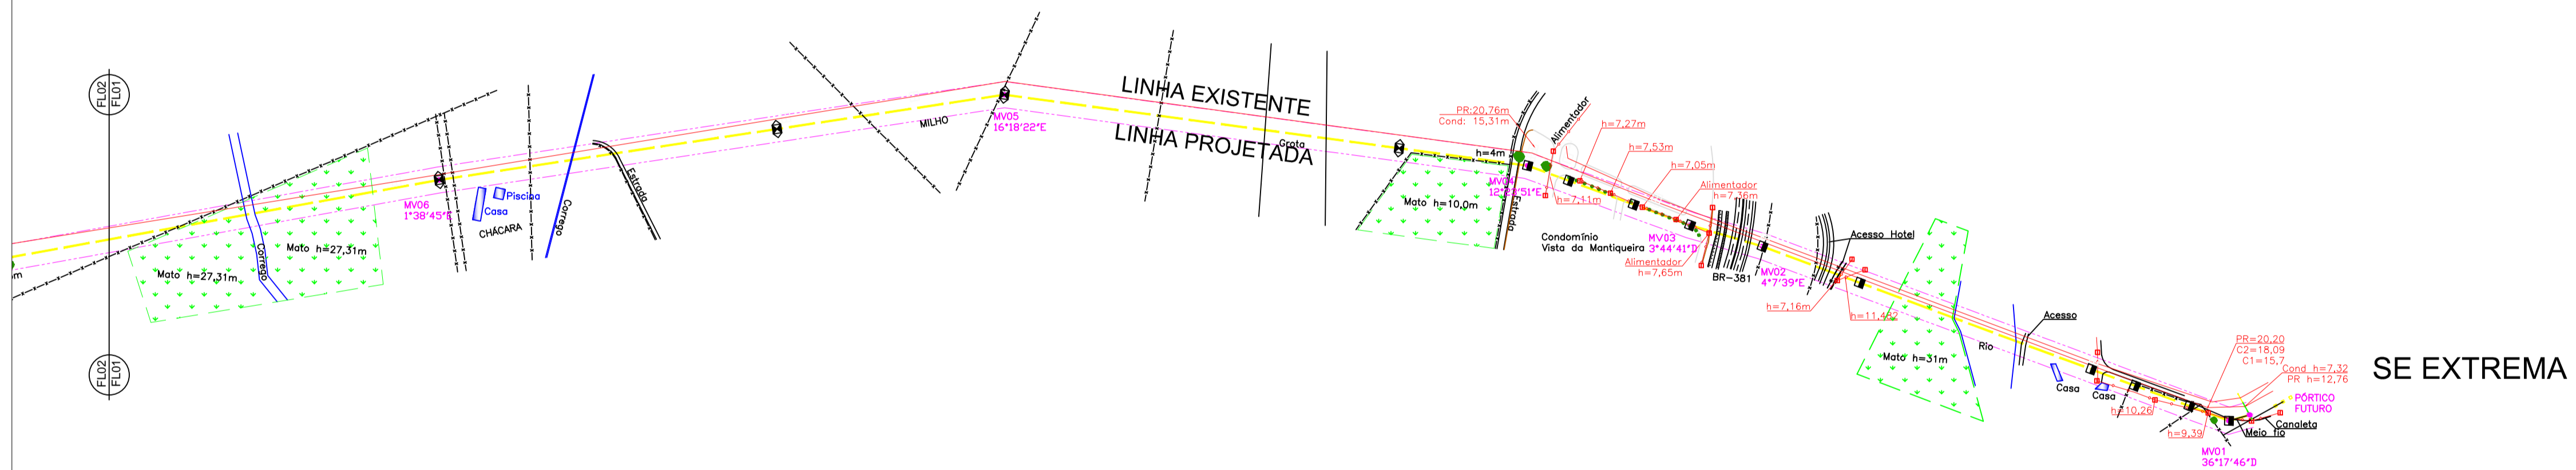 FL02
FL01
FL02
FL01
Mato h=27,31m
Corrego
Mato h=27,31m
MV06
1°38'45"E
Piscina
Casa
CHÁCARA
Corrego
Estrada
MILHO
MV05
16°18'22"E
LINHA EXISTENTE
LINHA PROJETADA
Grota
PR:20,76m
Cond: 15,31m
Alimentador
h=4m
Mato h=10,0m
Estrada
h=7,11m
h=7,27m
h=7,53m
h=7,05m
Alimentador
h=7,36m
Condomínio
Vista da Mantiqueira
MV03
3°44'41"D
Alimentador
h=7,65m
BR-381
MV02
4°7'39"E
Acesso Hotel
h=7,16m
Mato h=31m
Rio
Acesso
Casa
Casa
h=10,26
h=9,39
PR=20,20
C2=18,09
C1=15,7
Cond h=7,32
PR h=12,76
PÓRTICO
FUTURO
Canaleta
Meio fio
MV01
36°17'46"D
SE EXTREMA